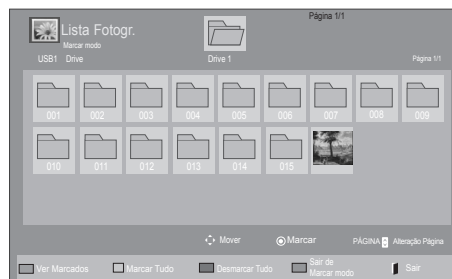 Página 1/1
Lista Fotogr.
Marcar modo
USB1 Drive
Drive 1
Página 1/1
001 002 003 004 005 006 007 008 009
010 011 012 013 014 015
Mover Marcar PÁGINA Alteração Página
Ver Marcados Marcar Tudo Desmarcar Tudo Sair de Marcar modo Sair